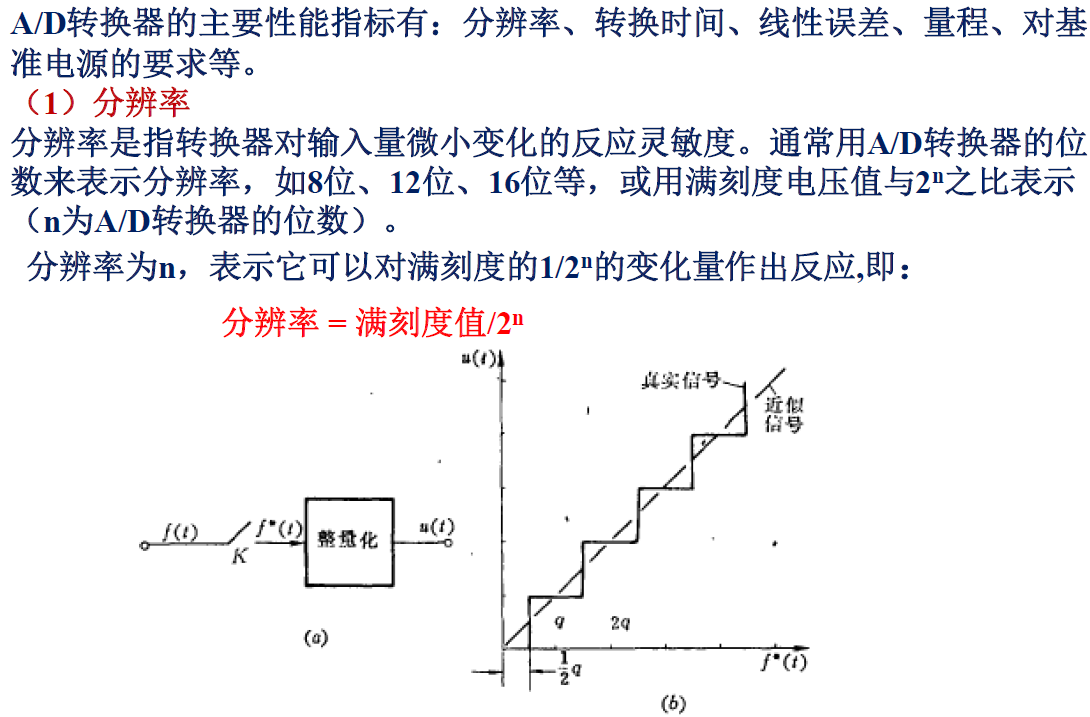 A/D转换器的主要性能指标有：分辨率、转换时间、线性误差、量程、对基
准电源的要求等。
（1）分辨率
分辨率是指转换器对输入量微小变化的反应灵敏度。通常用A/D转换器的位
数来表示分辨率，如8位、12位、16位等，或用满刻度电压值与2ⁿ之比表示
（n为A/D转换器的位数）。
分辨率为n，表示它可以对满刻度的1/2ⁿ的变化量作出反应,即：
分辨率 = 满刻度值/2ⁿ
u(t)
真实信号
近似
信号
f(t)
K
f*(t)
整量化
u(t)
(a)
q
2q
1/2 q
f*(t)
(b)